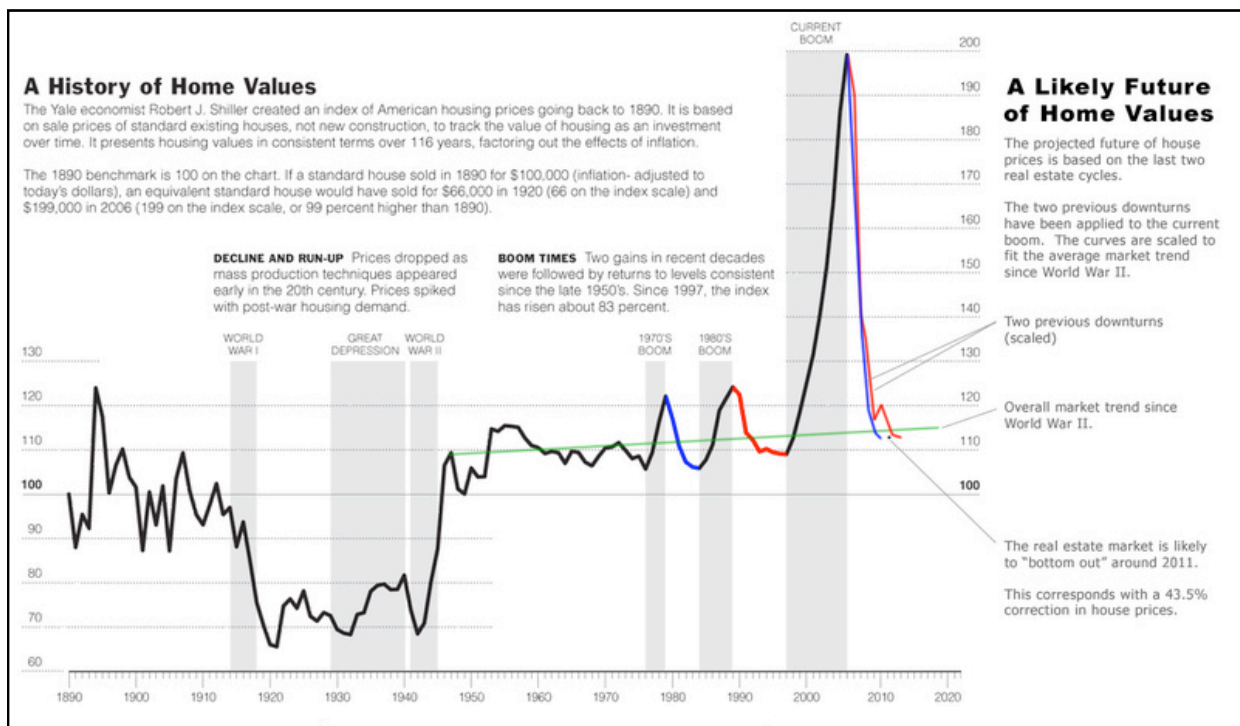 A History of Home Values
The Yale economist Robert J. Shiller created an index of American housing prices going back to 1890. It is based
on sale prices of standard existing houses, not new construction, to track the value of housing as an investment
over time. It presents housing values in consistent terms over 116 years, factoring out the effects of inflation.
The 1890 benchmark is 100 on the chart. If a standard house sold in 1890 for $100,000 (inflation- adjusted to
today's dollars), an equivalent standard house would have sold for $66,000 in 1920 (66 on the index scale) and
$199,000 in 2006 (199 on the index scale, or 99 percent higher than 1890).
DECLINE AND RUN-UP Prices dropped as
mass production techniques appeared
early in the 20th century. Prices spiked
with post-war housing demand.
BOOM TIMES Two gains in recent decades
were followed by returns to levels consistent
since the late 1950's. Since 1997, the index
has risen about 83 percent.
WORLD
WAR I
GREAT
DEPRESSION
WORLD
WAR II
1970'S
BOOM
1980'S
BOOM
CURRENT
BOOM
130
120
110
100
90
80
70
60
200
190
180
170
160
150
140
130
120
110
100
1890
1900
1910
1920
1930
1940
1950
1960
1970
1980
1990
2000
2010
2020
A Likely Future
of Home Values
The projected future of house
prices is based on the last two
real estate cycles.
The two previous downturns
have been applied to the current
boom. The curves are scaled to
fit the average market trend
since World War II.
Two previous downturns
(scaled)
Overall market trend since
World War II.
The real estate market is likely
to "bottom out" around 2011.
This corresponds with a 43.5%
correction in house prices.